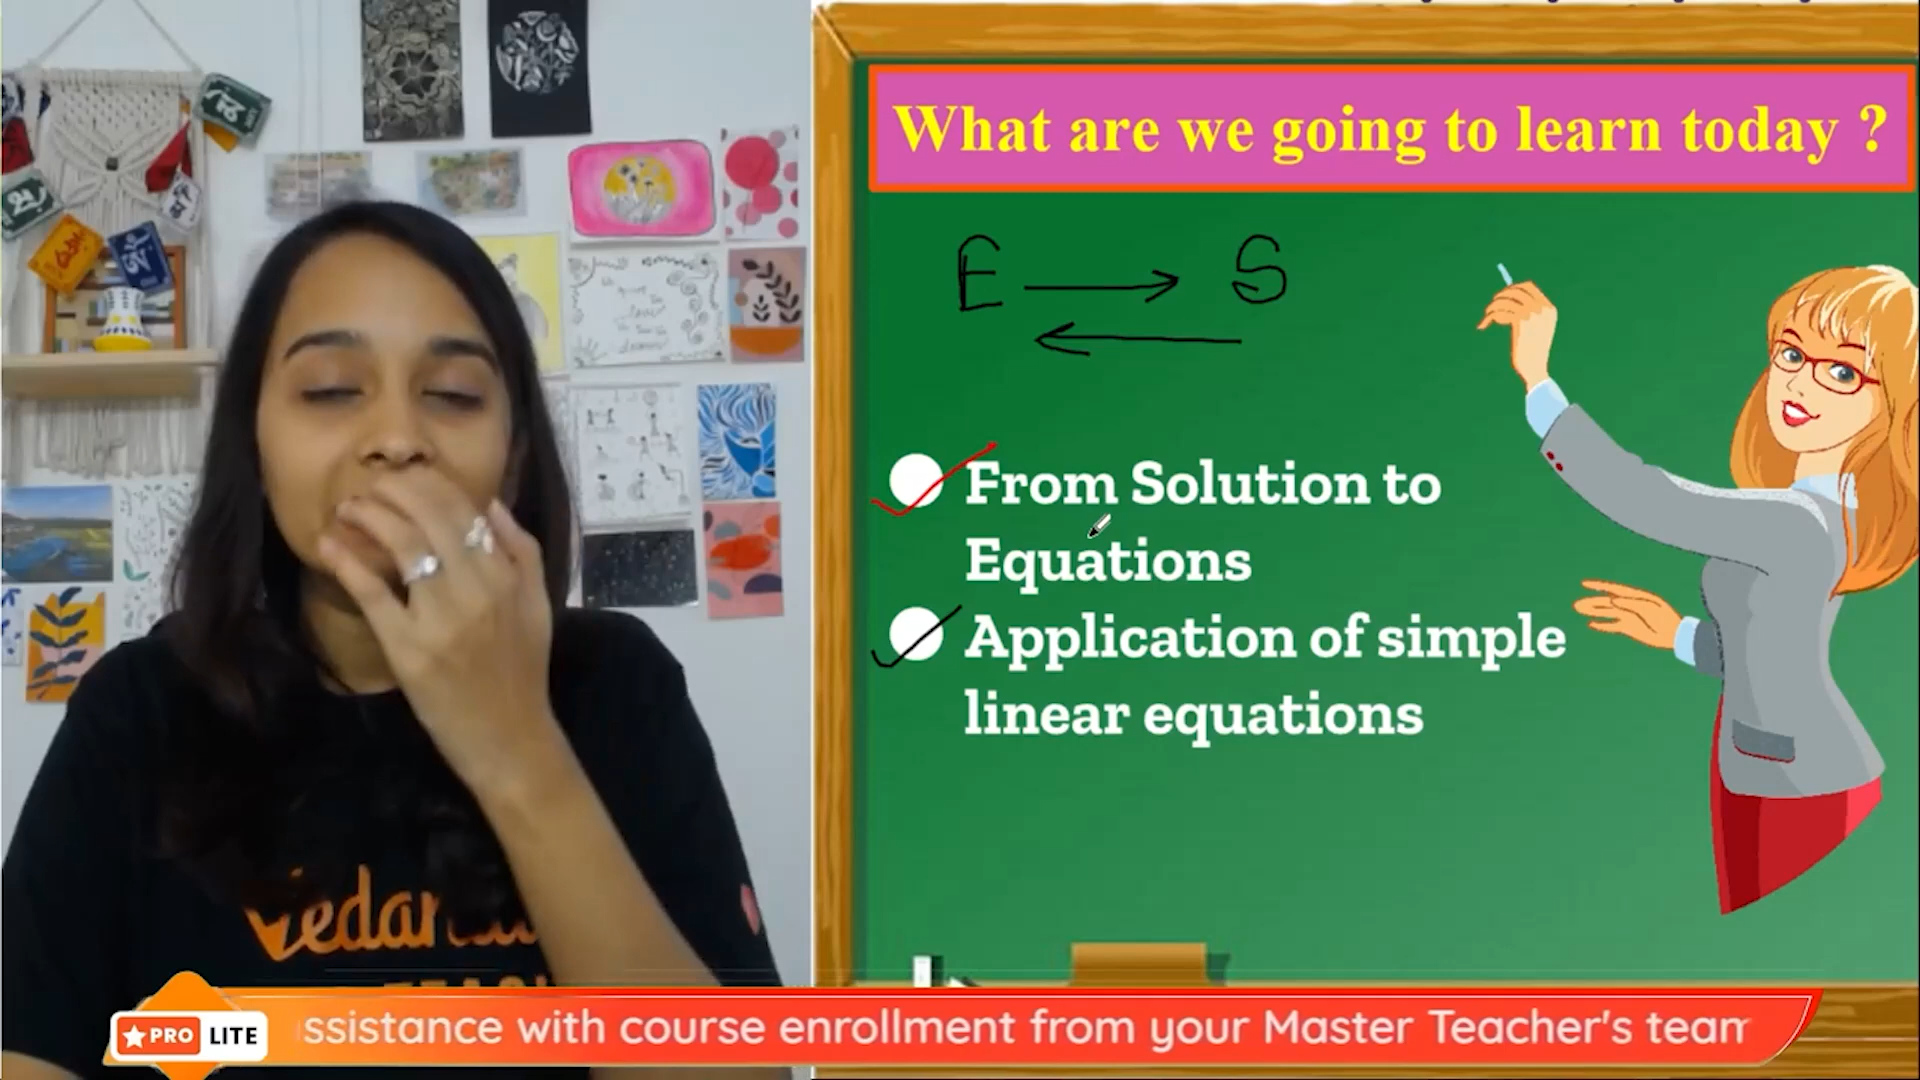 What are we going to learn today ?
E → S
←
From Solution to
Equations
Application of simple
linear equations
PRO LITE
ssistance with course enrollment from your Master Teacher's team